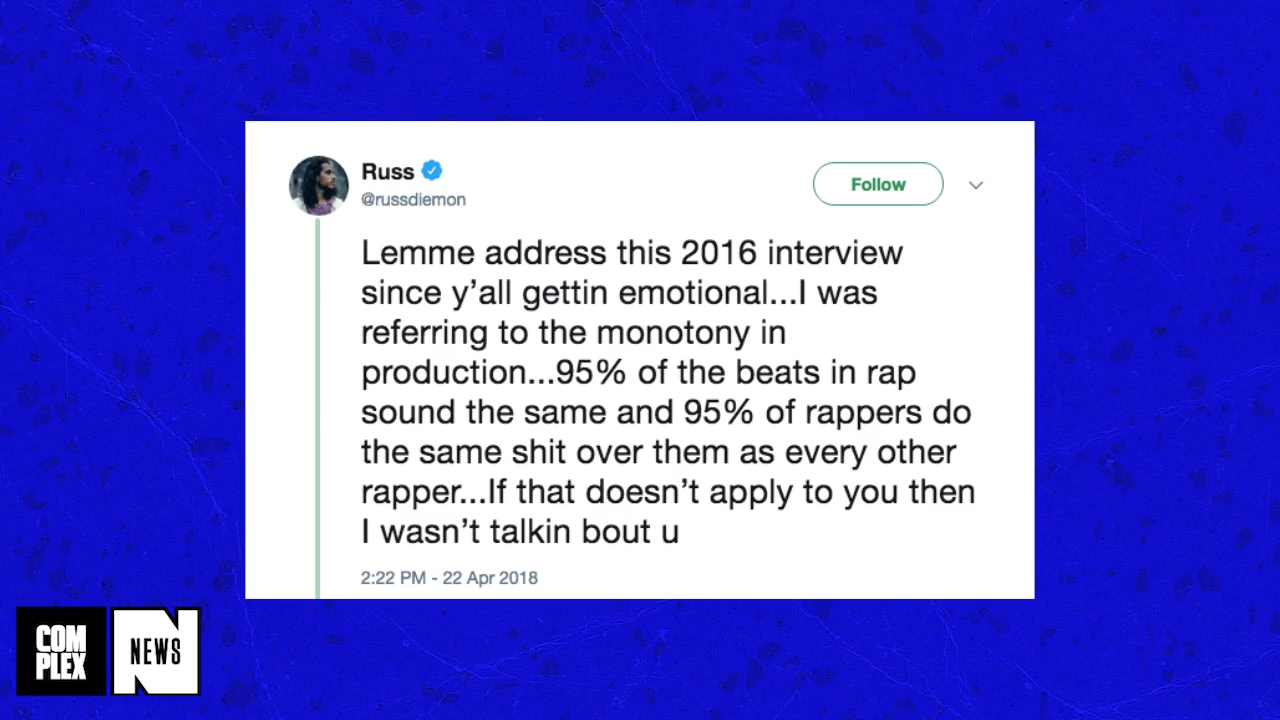 Russ
@russdiemon
Follow
Lemme address this 2016 interview
since y’all gettin emotional...I was
referring to the monotony in
production...95% of the beats in rap
sound the same and 95% of rappers do
the same shit over them as every other
rapper...If that doesn’t apply to you then
I wasn’t talkin bout u
2:22 PM - 22 Apr 2018
COM
PLEX
NEWS